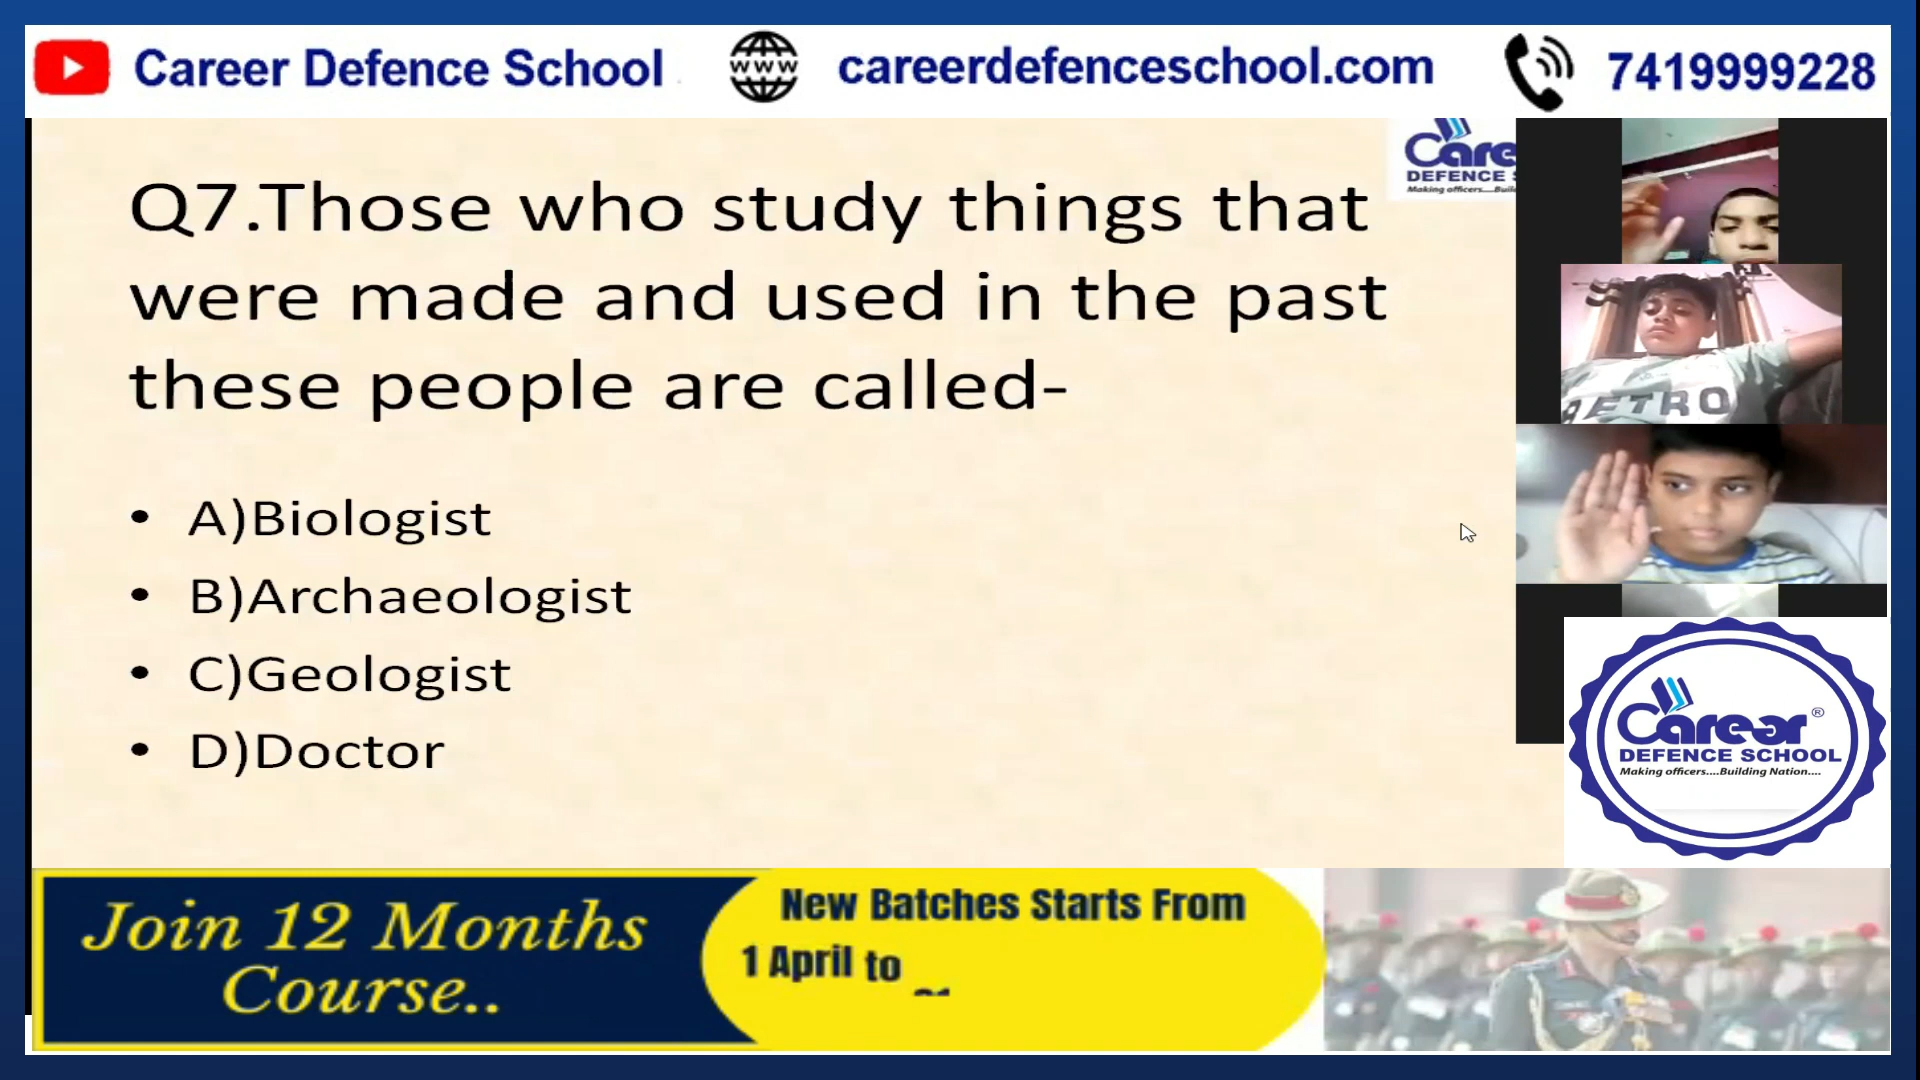 Career Defence School
www
careerdefenceschool.com
7419999228
Q7.Those who study things that
were made and used in the past
these people are called-
• A)Biologist
• B)Archaeologist
• C)Geologist
• D)Doctor
DEFENCE
Making officers....
RETRO
Career®
DEFENCE SCHOOL
Making officers....Building Nation....
Join 12 Months
Course..
New Batches Starts From
1 April to